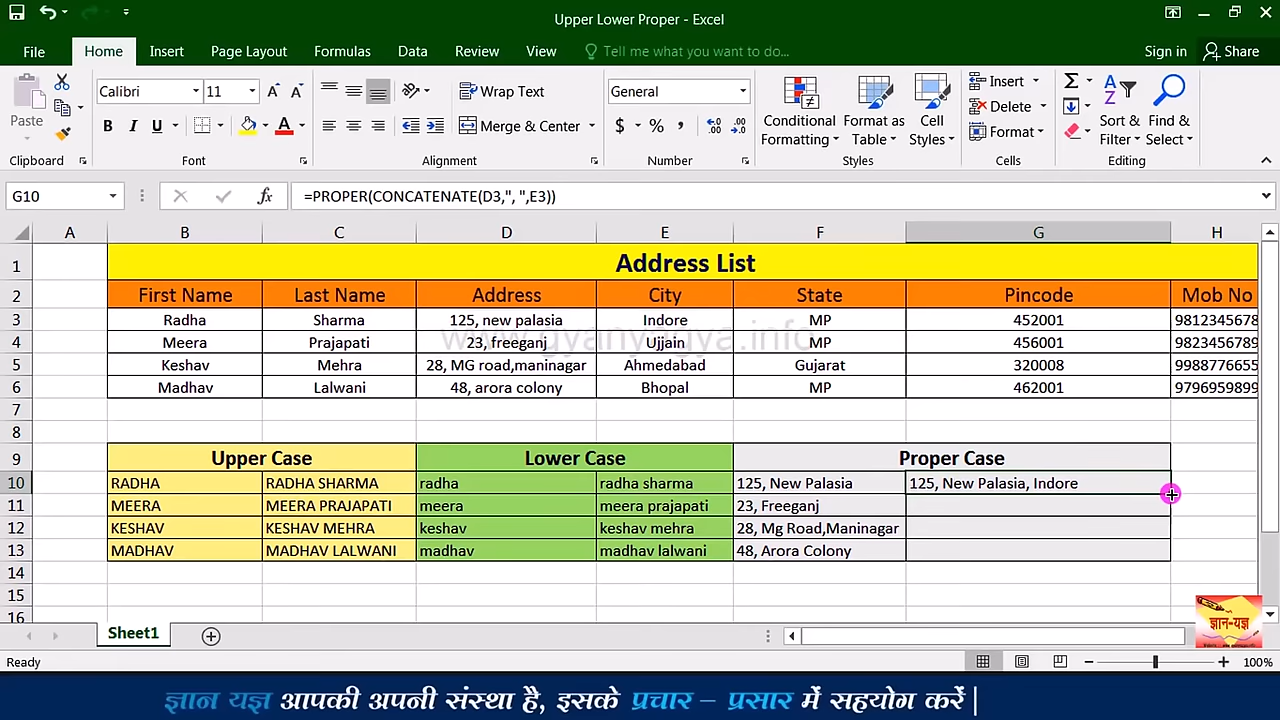 Upper Lower Proper - Excel
File Home Insert Page Layout Formulas Data Review View Tell me what you want to do... Sign in Share
Calibri 11 Wrap Text General Insert
Paste B I U Merge & Center $ % , Conditional Formatting Format as Table Cell Styles Delete Sort & Filter Find & Select
Format
Clipboard Font Alignment Number Styles Cells Editing
G10 fx =PROPER(CONCATENATE(D3,", ",E3))
A B C D E F G H
1 Address List
2 First Name Last Name Address City State Pincode Mob No
3 Radha Sharma 125, new palasia Indore MP 452001 9812345678
www.gyanyagya.info
4 Meera Prajapati 23, freeganj Ujjain MP 456001 9823456789
5 Keshav Mehra 28, MG road,maninagar Ahmedabad Gujarat 320008 9988776655
6 Madhav Lalwani 48, arora colony Bhopal MP 462001 9796959899
7
8
9 Upper Case Lower Case Proper Case
10 RADHA RADHA SHARMA radha radha sharma 125, New Palasia 125, New Palasia, Indore
11 MEERA MEERA PRAJAPATI meera meera prajapati 23, Freeganj
12 KESHAV KESHAV MEHRA keshav keshav mehra 28, Mg Road,Maninagar
13 MADHAV MADHAV LALWANI madhav madhav lalwani 48, Arora Colony
14
15
16
ज्ञान-यज्ञ
Sheet1
Ready 100%
ज्ञान यज्ञ आपकी अपनी संस्था है, इसके प्रचार – प्रसार में सहयोग करें |